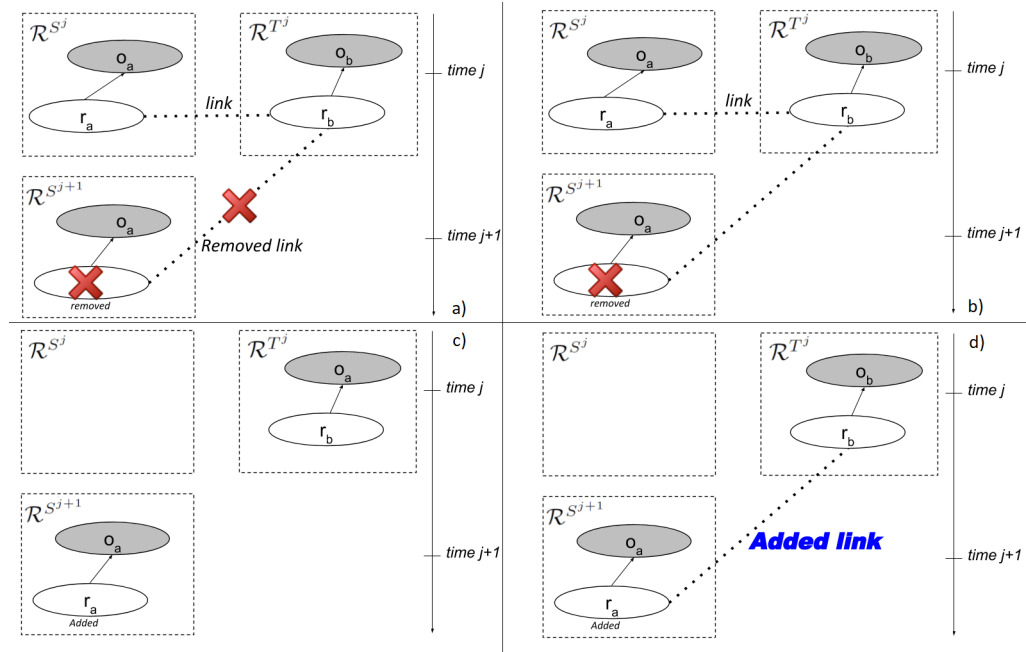 R^{S^j}
o_a
r_a
link
R^{T^j}
o_b
r_b
time j
R^{S^{j+1}}
o_a
removed
Removed link
time j+1
a)
R^{S^j}
o_a
r_a
link
R^{T^j}
o_b
r_b
time j
R^{S^{j+1}}
o_a
removed
time j+1
b)
c)
R^{S^j}
R^{T^j}
o_a
r_b
time j
R^{S^{j+1}}
o_a
r_a
Added
time j+1
d)
R^{S^j}
R^{T^j}
o_b
r_b
time j
R^{S^{j+1}}
o_a
r_a
Added
Added link
time j+1